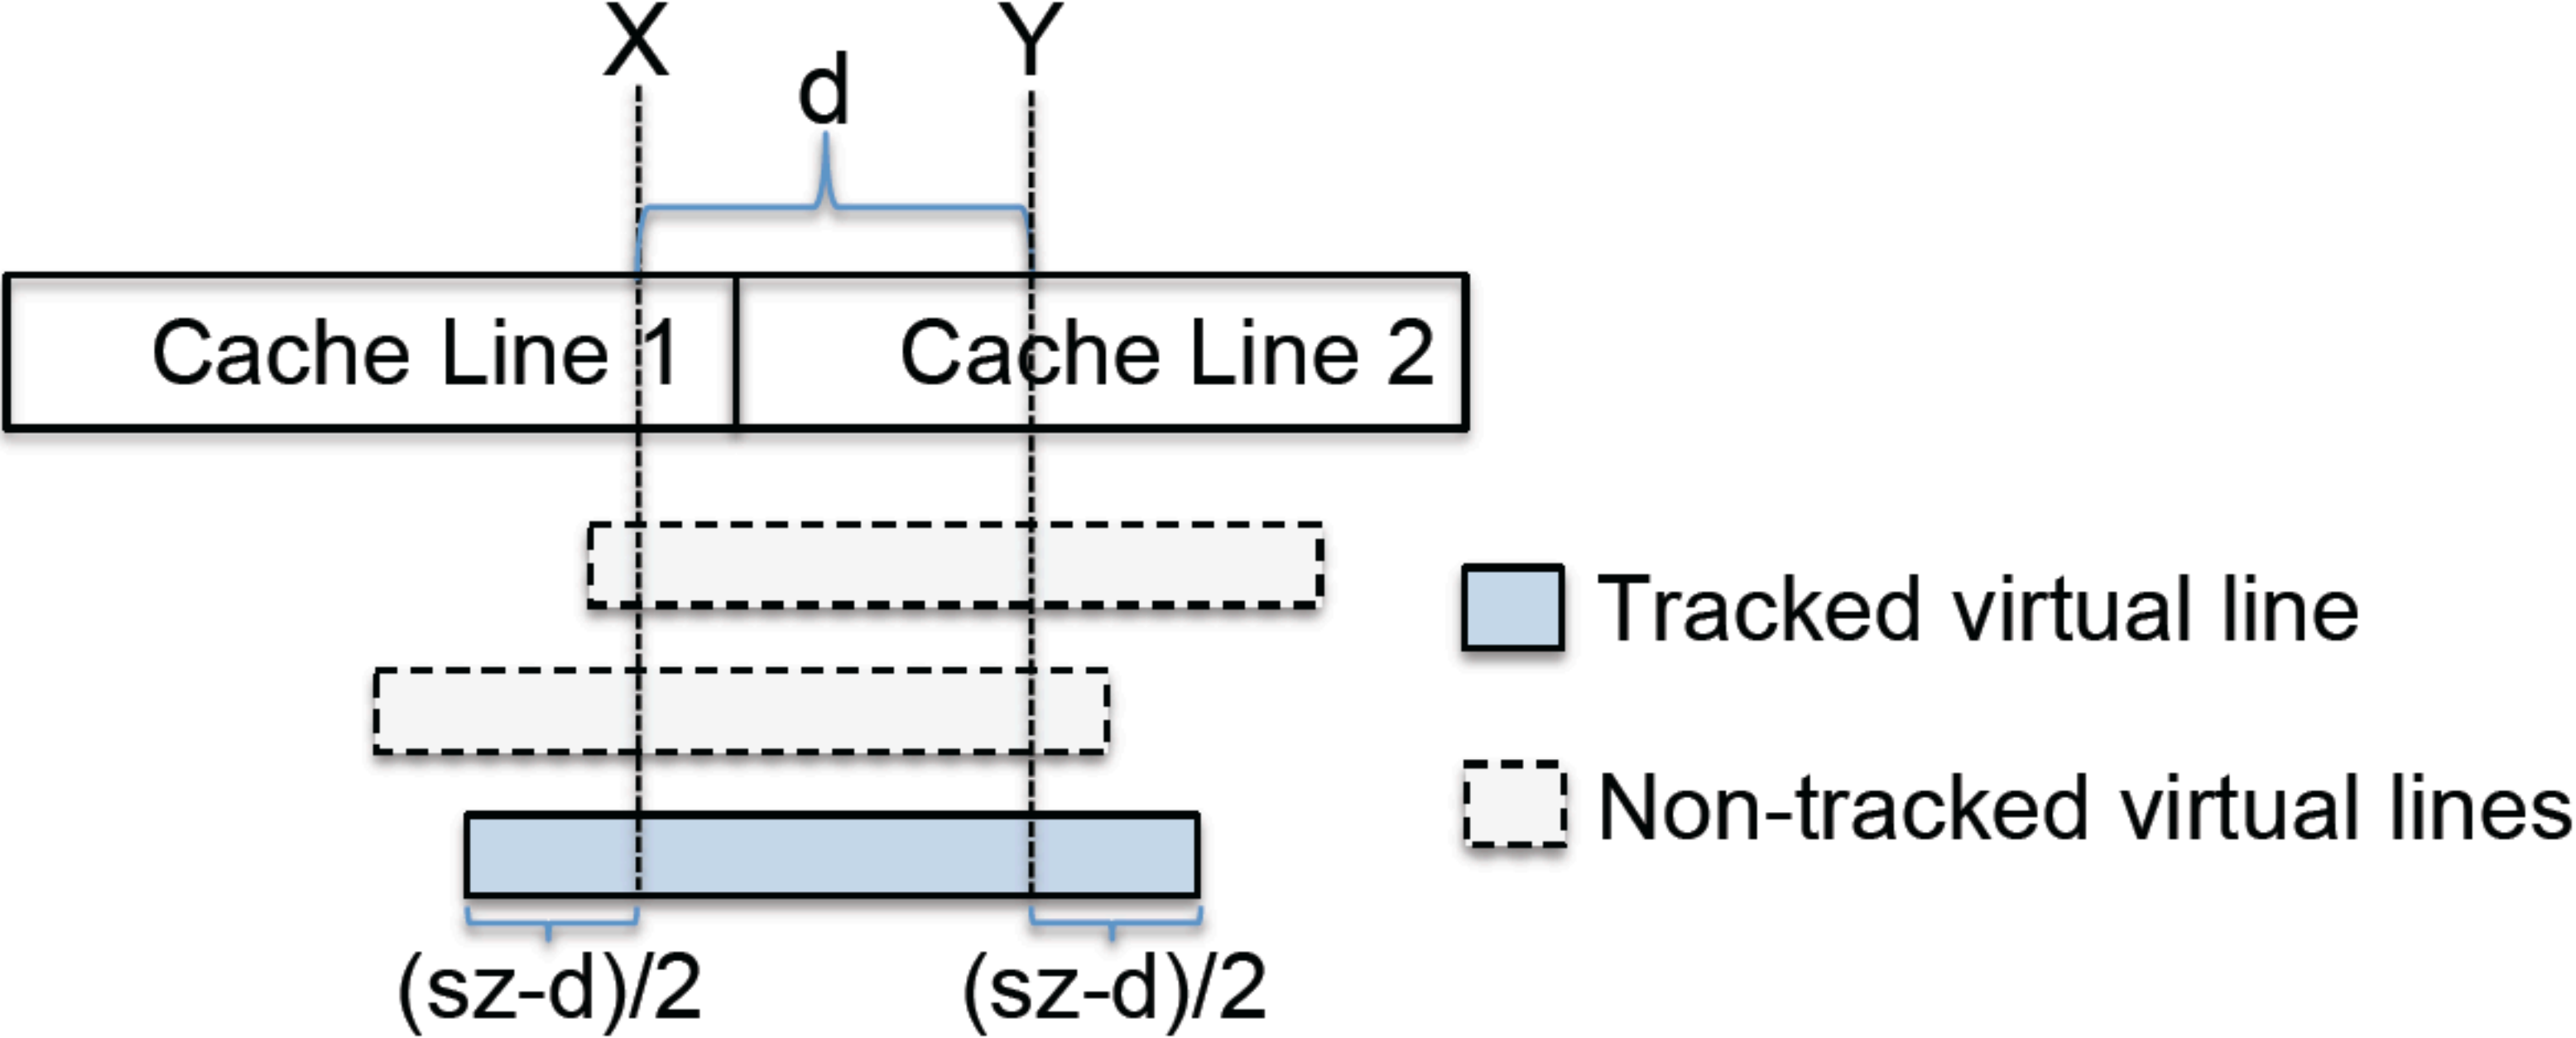 X
Y
d
Cache Line 1
Cache Line 2
Tracked virtual line
Non-tracked virtual lines
(sz-d)/2
(sz-d)/2